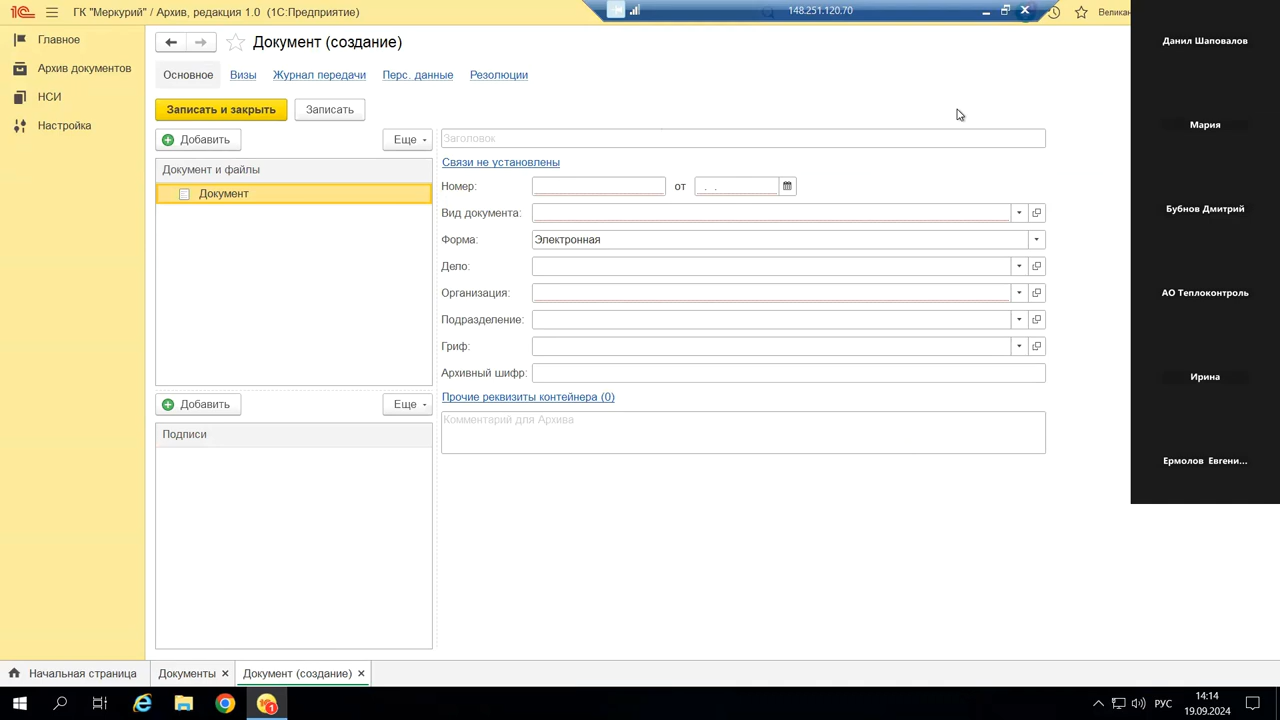 ГК "Меркурий" / Архив, редакция 1.0 (1С:Предприятие)
148.251.120.70
Великан
Главное
Архив документов
НСИ
Настройка
Документ (создание)
Основное Визы Журнал передачи Перс. данные Резолюции
Записать и закрыть Записать
Добавить Еще
Документ и файлы
Документ
Заголовок
Связи не установлены
Номер: от . .
Вид документа:
Форма: Электронная
Дело:
Организация:
Подразделение:
Гриф:
Архивный шифр:
Прочие реквизиты контейнера (0)
Комментарий для Архива
Добавить Еще
Подписи
Данил Шаповалов
Мария
Бубнов Дмитрий
АО Теплоконтроль
Ирина
Ермолов Евгени...
Начальная страница Документы Документ (создание)
1
РУС
14:14
19.09.2024